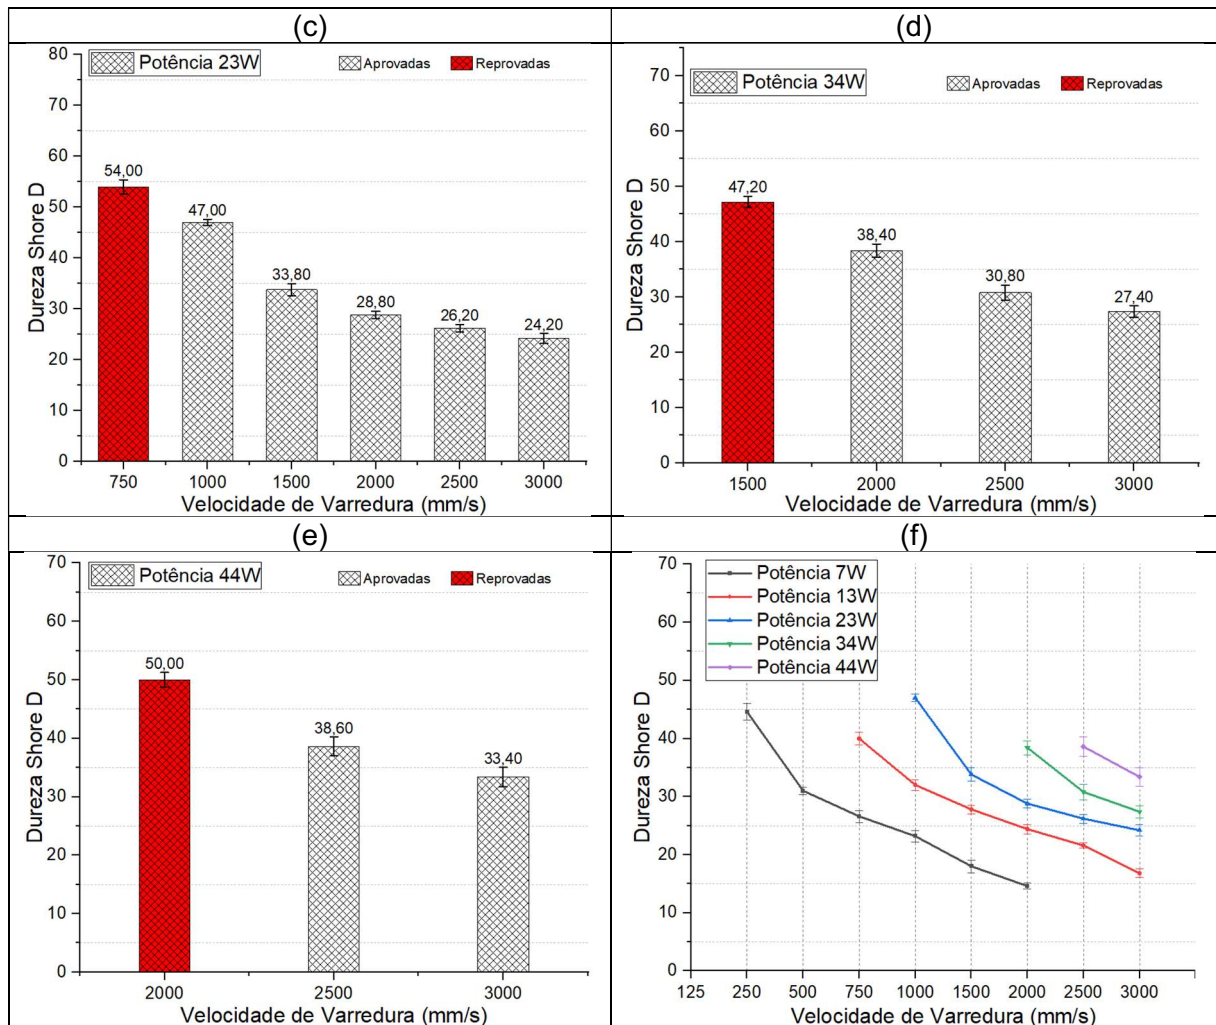 (c)
(d)
Potência 23W
Aprovadas
Reprovadas
Dureza Shore D
80
70
60
50
40
30
20
10
0
54,00
47,00
33,80
28,80
26,20
24,20
750 1000 1500 2000 2500 3000
Velocidade de Varredura (mm/s)
Potência 34W
Aprovadas
Reprovadas
Dureza Shore D
70
60
50
40
30
20
10
0
47,20
38,40
30,80
27,40
1500 2000 2500 3000
Velocidade de Varredura (mm/s)
(e)
(f)
Potência 44W
Aprovadas
Reprovadas
Dureza Shore D
70
60
50
40
30
20
10
0
50,00
38,60
33,40
2000 2500 3000
Velocidade de Varredura (mm/s)
Potência 7W
Potência 13W
Potência 23W
Potência 34W
Potência 44W
Dureza Shore D
70
60
50
40
30
20
10
0
125 250 500 750 1000 1500 2000 2500 3000
Velocidade de Varredura (mm/s)